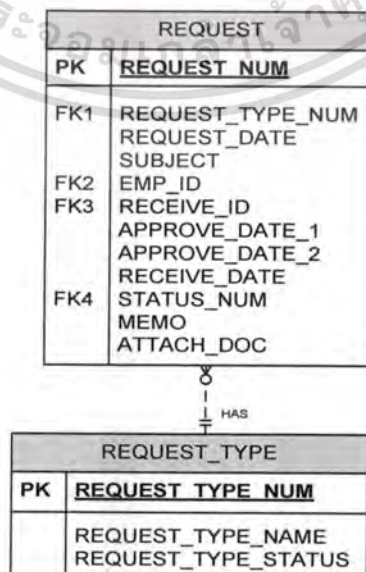 REQUEST
PK REQUEST_NUM
FK1 REQUEST_TYPE_NUM
REQUEST_DATE
SUBJECT
FK2 EMP_ID
FK3 RECEIVE_ID
APPROVE_DATE_1
APPROVE_DATE_2
RECEIVE_DATE
FK4 STATUS_NUM
MEMO
ATTACH_DOC
HAS
REQUEST_TYPE
PK REQUEST_TYPE_NUM
REQUEST_TYPE_NAME
REQUEST_TYPE_STATUS